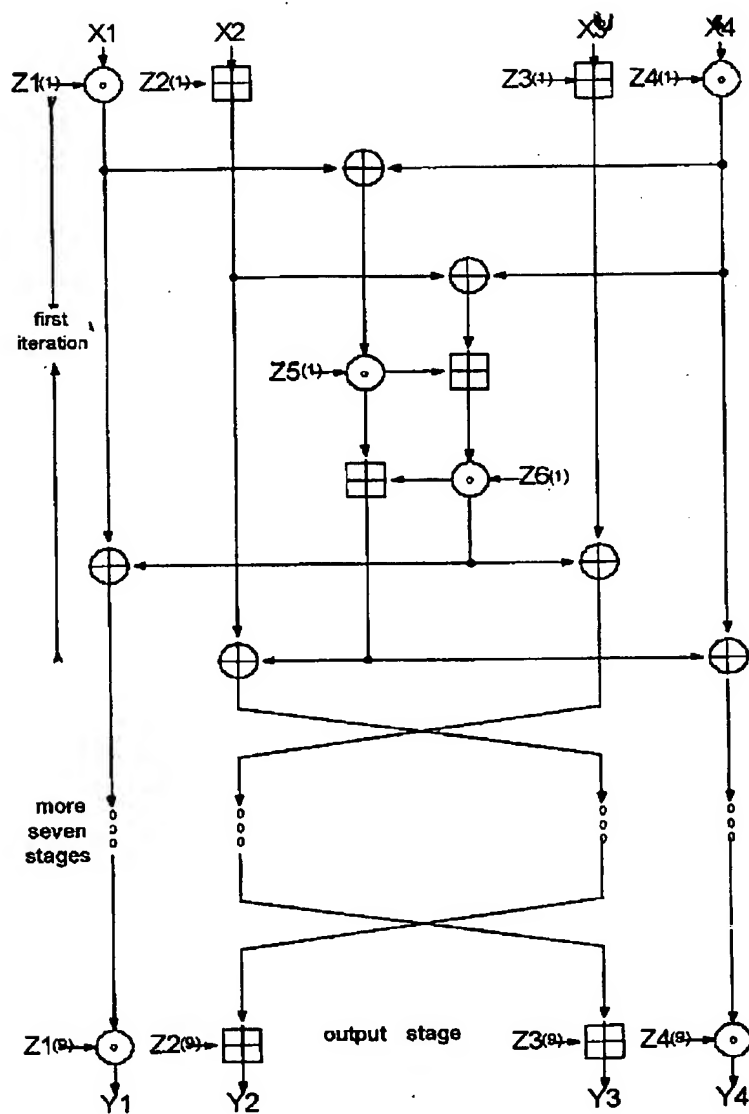 X1 X2 X3 X4
Z1(1) Z2(1) Z3(1) Z4(1)
first
iteration
Z5(1)
Z6(1)
more
seven
stages
output stage
Z1(9) Z2(9) Z3(9) Z4(9)
Y1 Y2 Y3 Y4